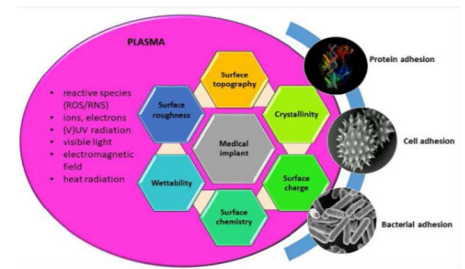 PLASMA
• reactive species
(ROS/RNS)
• ions, electrons
• (V)UV radiation
• visible light
• electromagnetic
field
• heat radiation
Surface
topography
Surface
roughness
Crystallinity
Medical
implant
Wettability
Surface
charge
Surface
chemistry
Protein adhesion
Cell adhesion
Bacterial adhesion